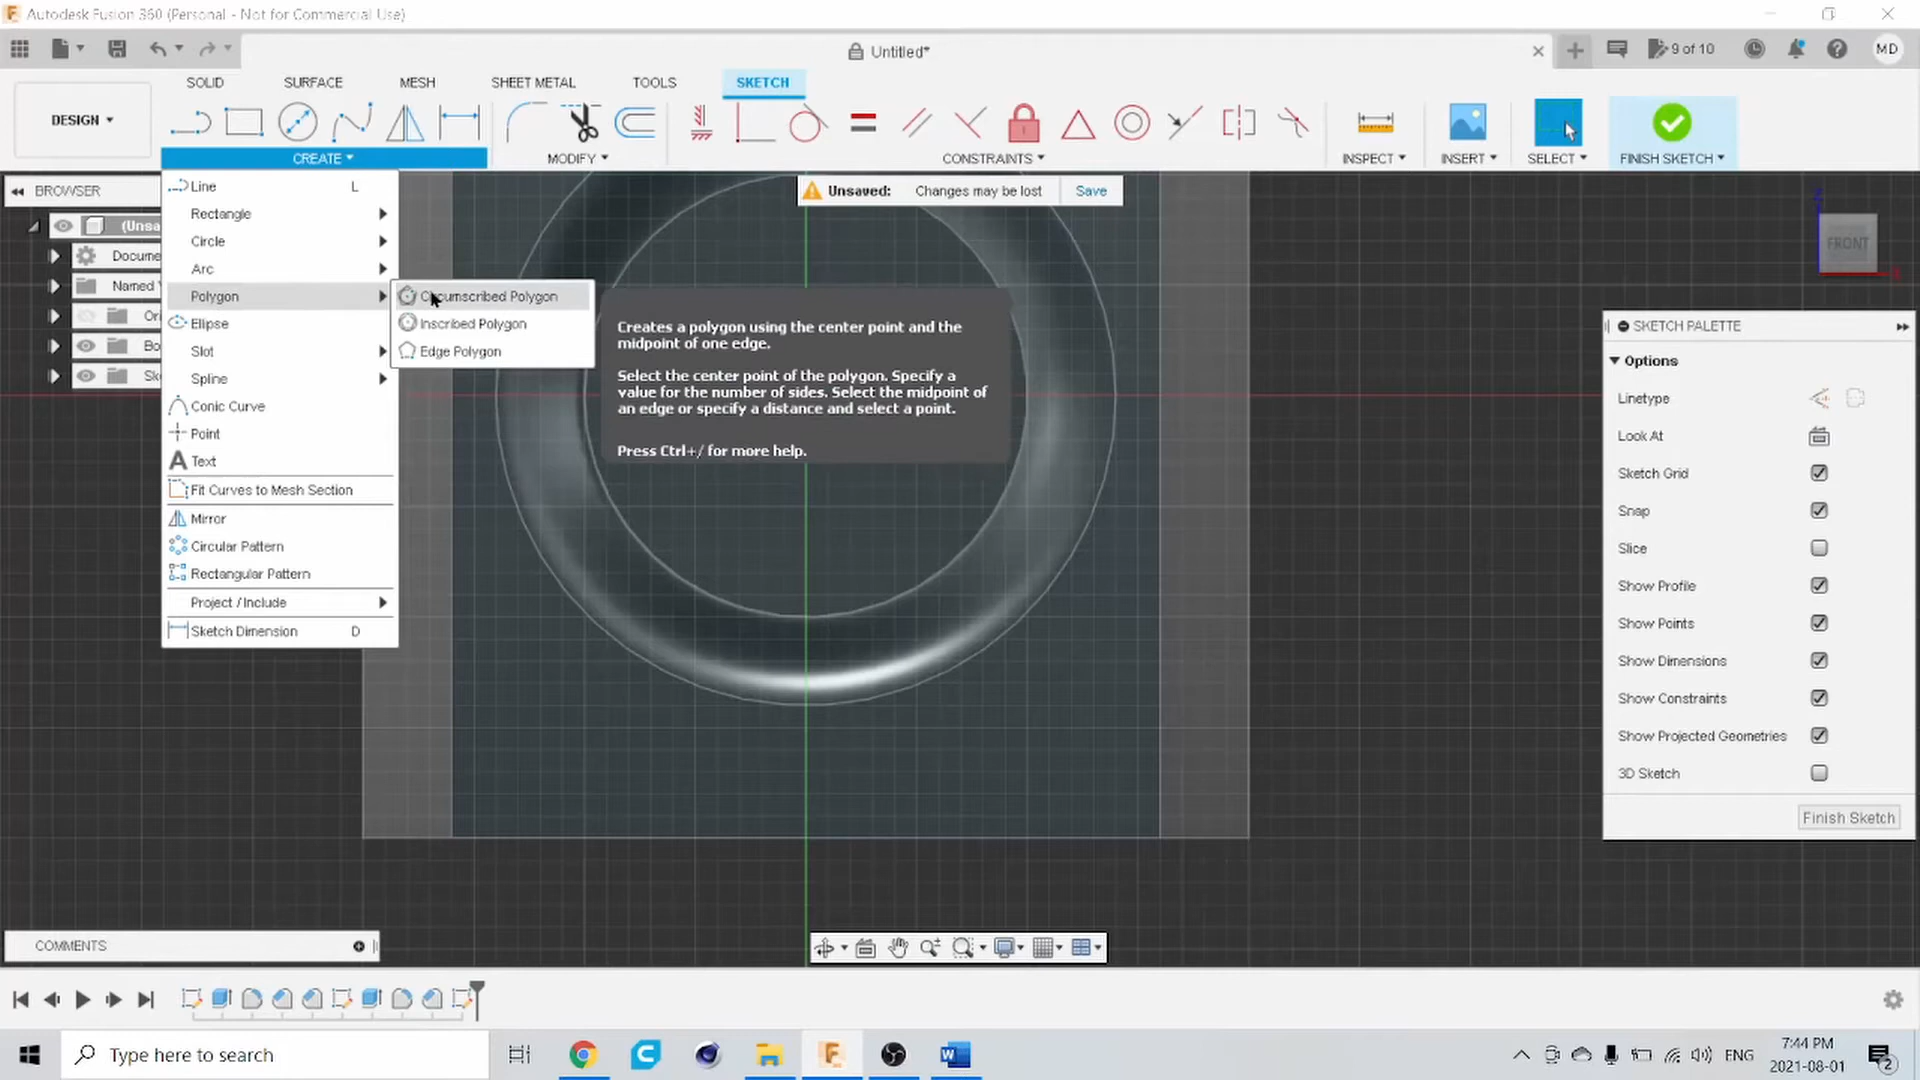 Autodesk Fusion 360 (Personal - Not for Commercial Use)
Untitled*
9 of 10
MD
DESIGN
SOLID
SURFACE
MESH
SHEET METAL
TOOLS
SKETCH
CREATE
MODIFY
CONSTRAINTS
INSPECT
INSERT
SELECT
FINISH SKETCH
BROWSER
Unsaved: Changes may be lost Save
(Unsa
Docume
Named V
Ori
Bo
Ske
Line L
Rectangle
Circle
Arc
Polygon
Ellipse
Slot
Spline
Conic Curve
Point
Text
Fit Curves to Mesh Section
Mirror
Circular Pattern
Rectangular Pattern
Project / Include
Sketch Dimension D
Circumscribed Polygon
Inscribed Polygon
Edge Polygon
Creates a polygon using the center point and the
midpoint of one edge.
Select the center point of the polygon. Specify a
value for the number of sides. Select the midpoint of
an edge or specify a distance and select a point.
Press Ctrl+/ for more help.
FRONT
SKETCH PALETTE
Options
Linetype
Look At
Sketch Grid
Snap
Slice
Show Profile
Show Points
Show Dimensions
Show Constraints
Show Projected Geometries
3D Sketch
Finish Sketch
COMMENTS
Type here to search
ENG
7:44 PM
2021-08-01
2